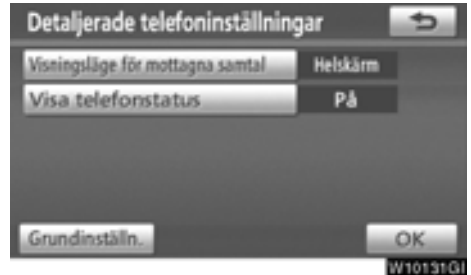 Detaljerade telefoninställningar
Visningsläge för mottagna samtal Helskärm
Visa telefonstatus På
Grundinställn. OK
W10131GI